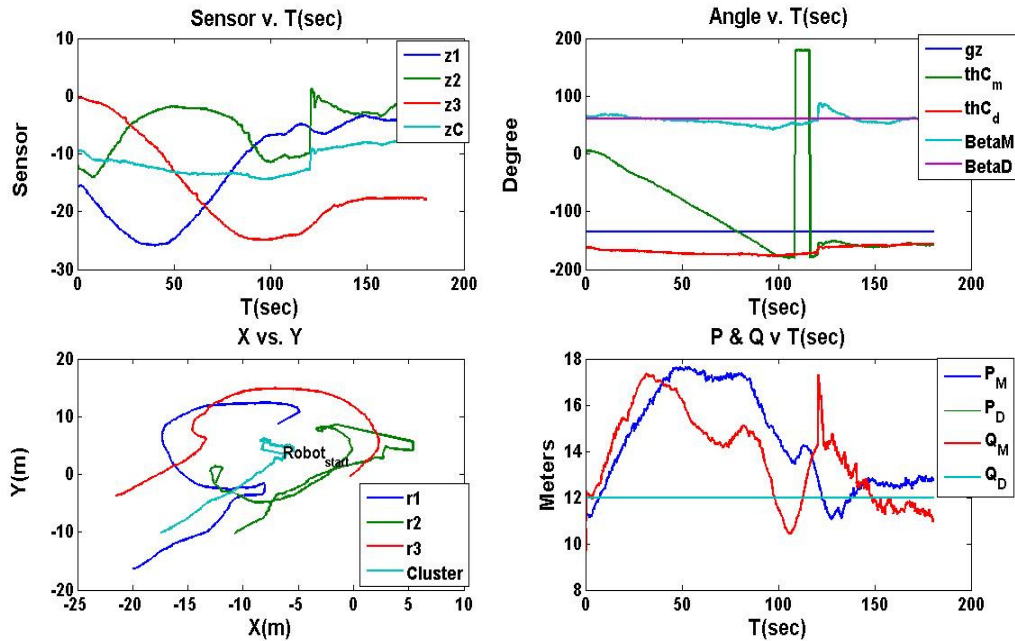 Sensor v. T(sec)
10
0
-10
-20
-30
Sensor
0
50
100
150
200
T(sec)
z1
z2
z3
zC
Angle v. T(sec)
200
100
0
-100
-200
Degree
0
50
100
150
200
T(sec)
gz
thC_m
thC_d
BetaM
BetaD
X vs. Y
20
10
0
-10
-20
Y(m)
-25
-20
-15
-10
-5
0
5
10
X(m)
Robot_start
r1
r2
r3
Cluster
P & Q v T(sec)
18
16
14
12
10
8
Meters
0
50
100
150
200
T(sec)
P_M
P_D
Q_M
Q_D